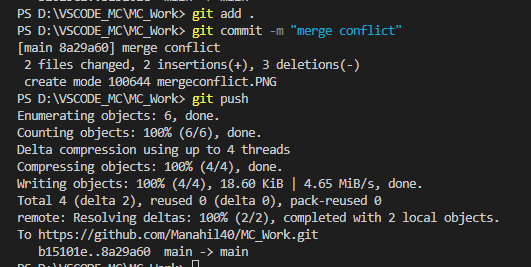 PS D:\VSCODE_MC\MC_Work> git add .
PS D:\VSCODE_MC\MC_Work> git commit -m "merge conflict"
[main 8a29a60] merge conflict
 2 files changed, 2 insertions(+), 3 deletions(-)
 create mode 100644 mergeconflict.PNG
PS D:\VSCODE_MC\MC_Work> git push
Enumerating objects: 6, done.
Counting objects: 100% (6/6), done.
Delta compression using up to 4 threads
Compressing objects: 100% (4/4), done.
Writing objects: 100% (4/4), 18.60 KiB | 4.65 MiB/s, done.
Total 4 (delta 2), reused 0 (delta 0), pack-reused 0
remote: Resolving deltas: 100% (2/2), completed with 2 local objects.
To https://github.com/Manahil40/MC_Work.git
   b15101e..8a29a60  main -> main
PS D:\VSCODE_MC\MC_Work>